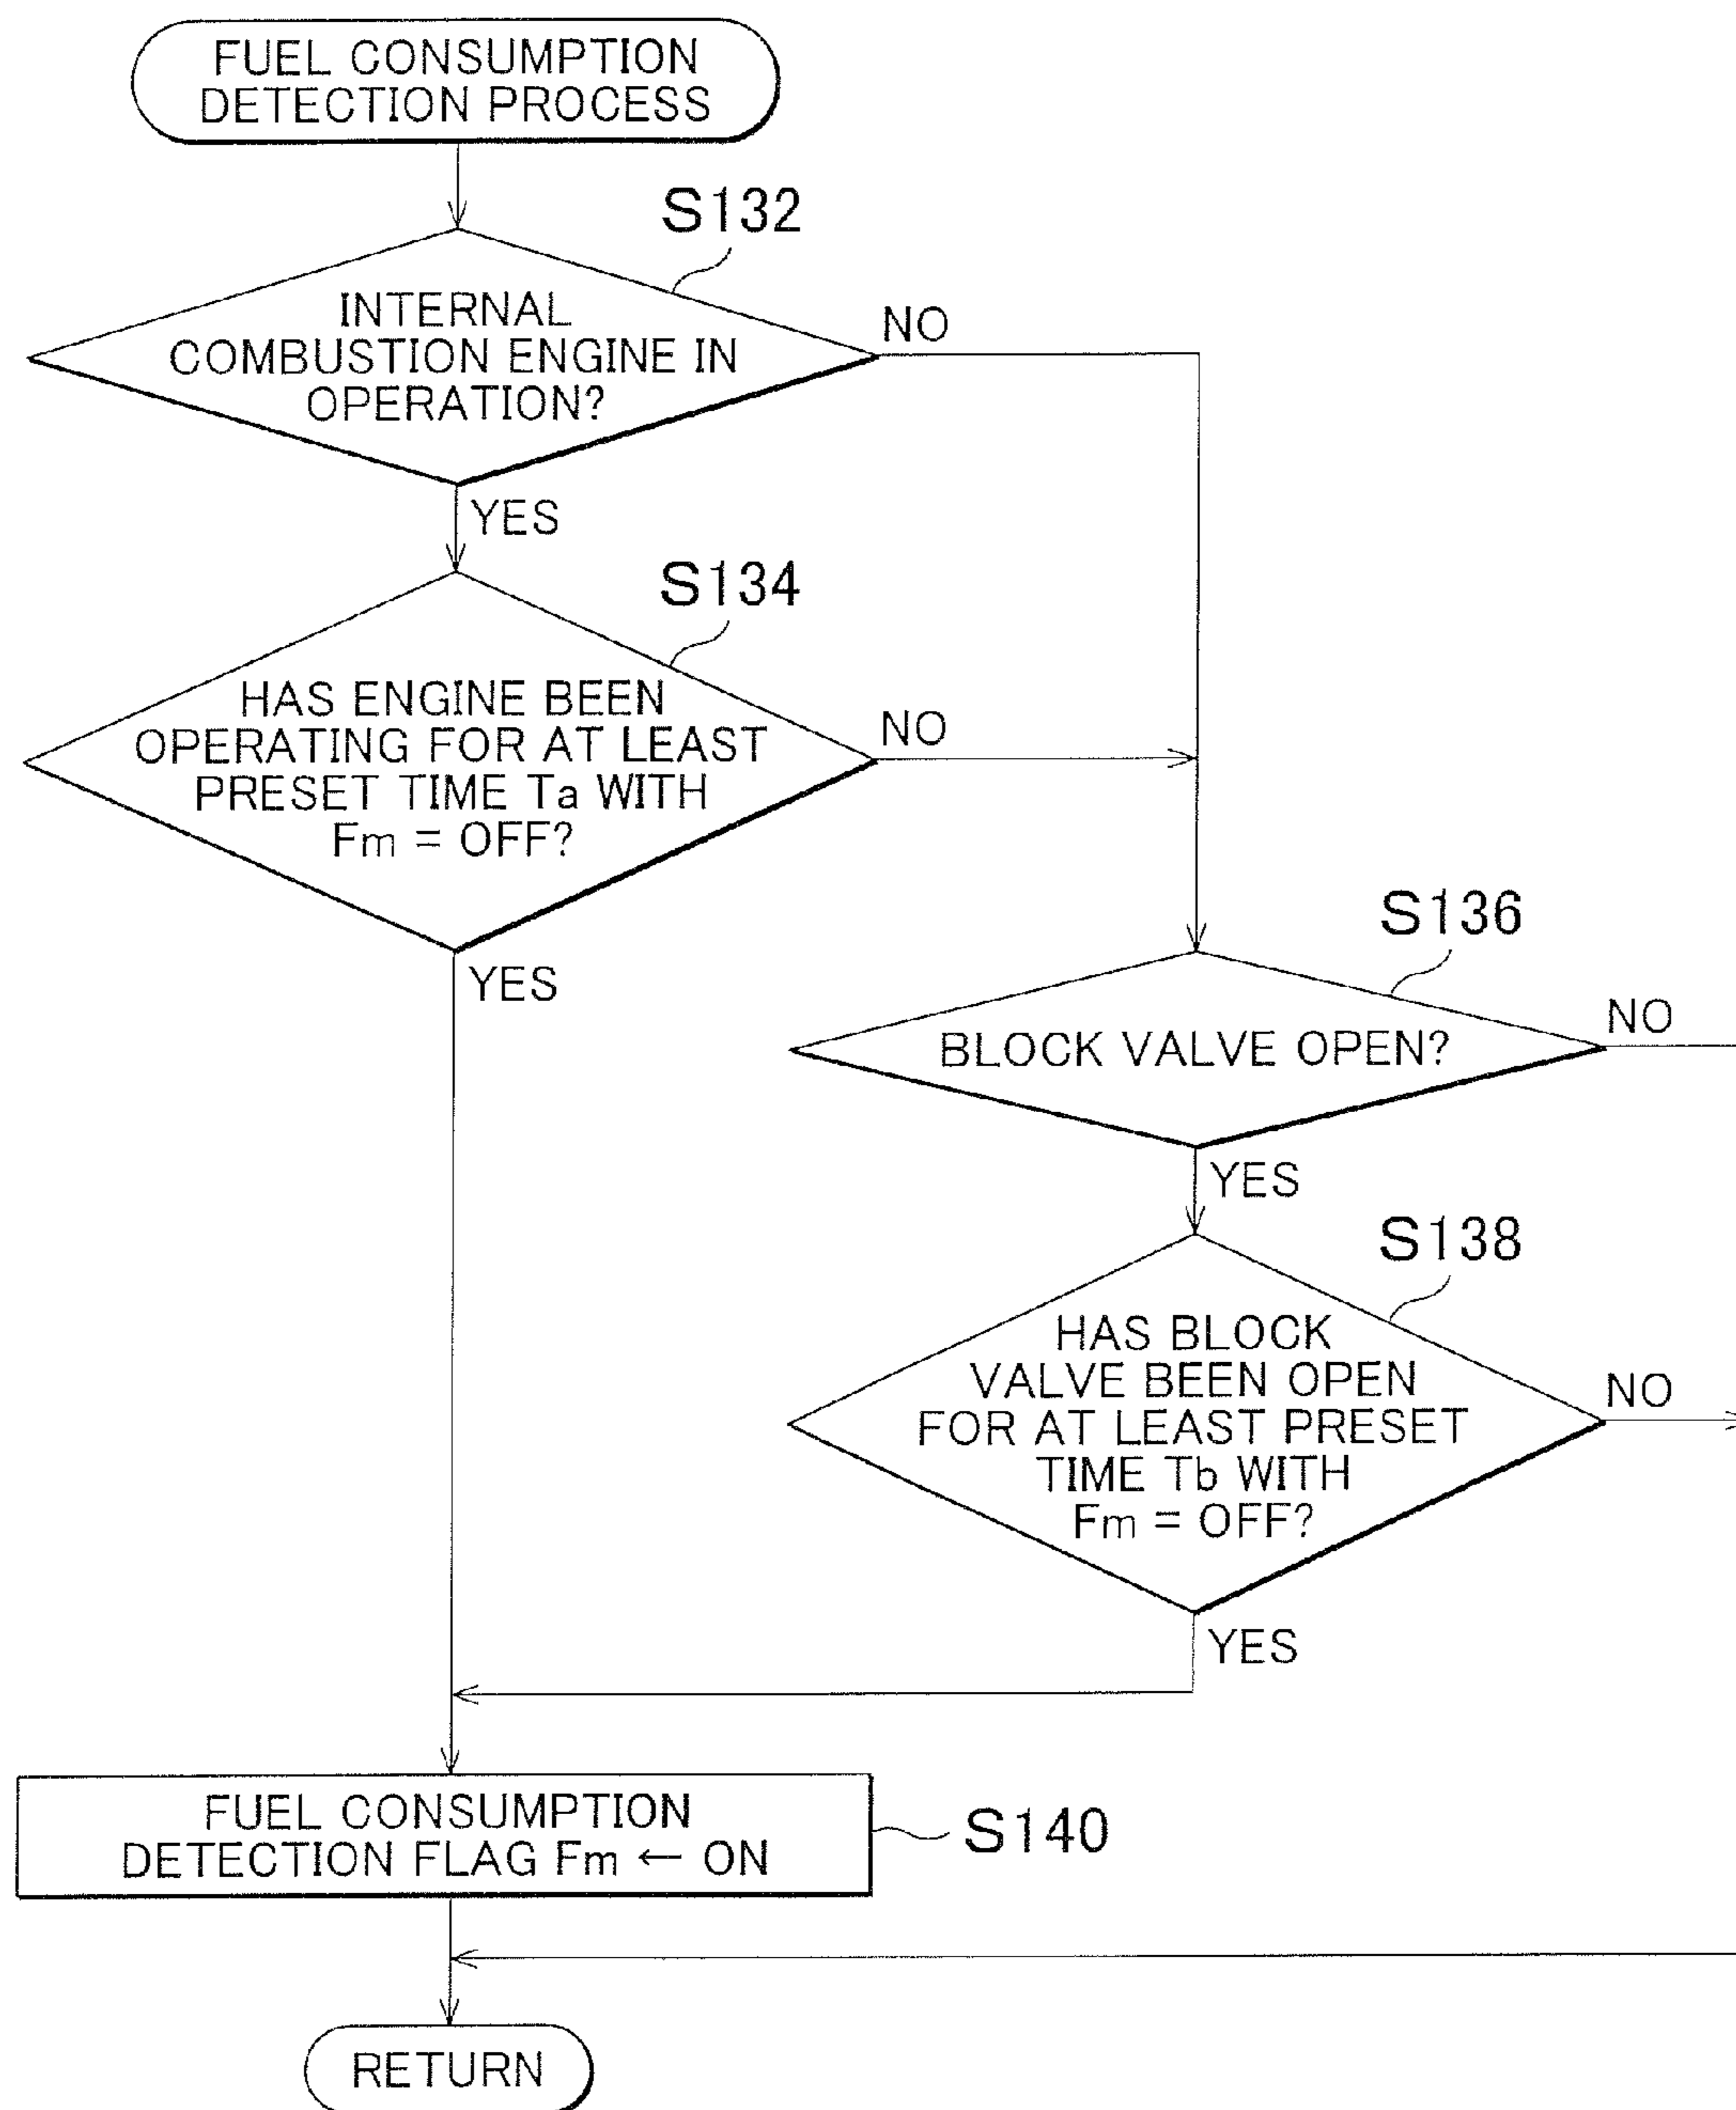 FUEL CONSUMPTION
DETECTION PROCESS
S132
INTERNAL
COMBUSTION ENGINE IN
OPERATION?
NO
YES
S134
HAS ENGINE BEEN
OPERATING FOR AT LEAST
PRESET TIME Ta WITH
Fm = OFF?
NO
YES
S136
BLOCK VALVE OPEN?
NO
YES
S138
HAS BLOCK
VALVE BEEN OPEN
FOR AT LEAST PRESET
TIME Tb WITH
Fm = OFF?
NO
YES
FUEL CONSUMPTION
DETECTION FLAG Fm ← ON
S140
RETURN